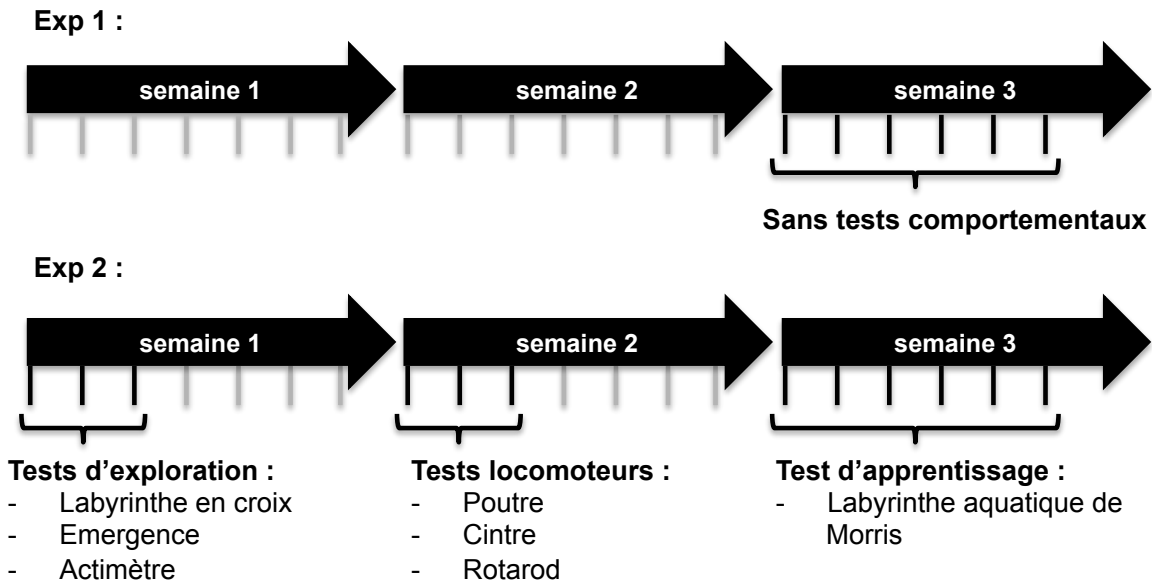 Exp 1 :
semaine 1 semaine 2 semaine 3
Sans tests comportementaux
Exp 2 :
semaine 1 semaine 2 semaine 3
Tests d’exploration :
- Labyrinthe en croix
- Emergence
- Actimètre
Tests locomoteurs :
- Poutre
- Cintre
- Rotarod
Test d’apprentissage :
- Labyrinthe aquatique de
Morris